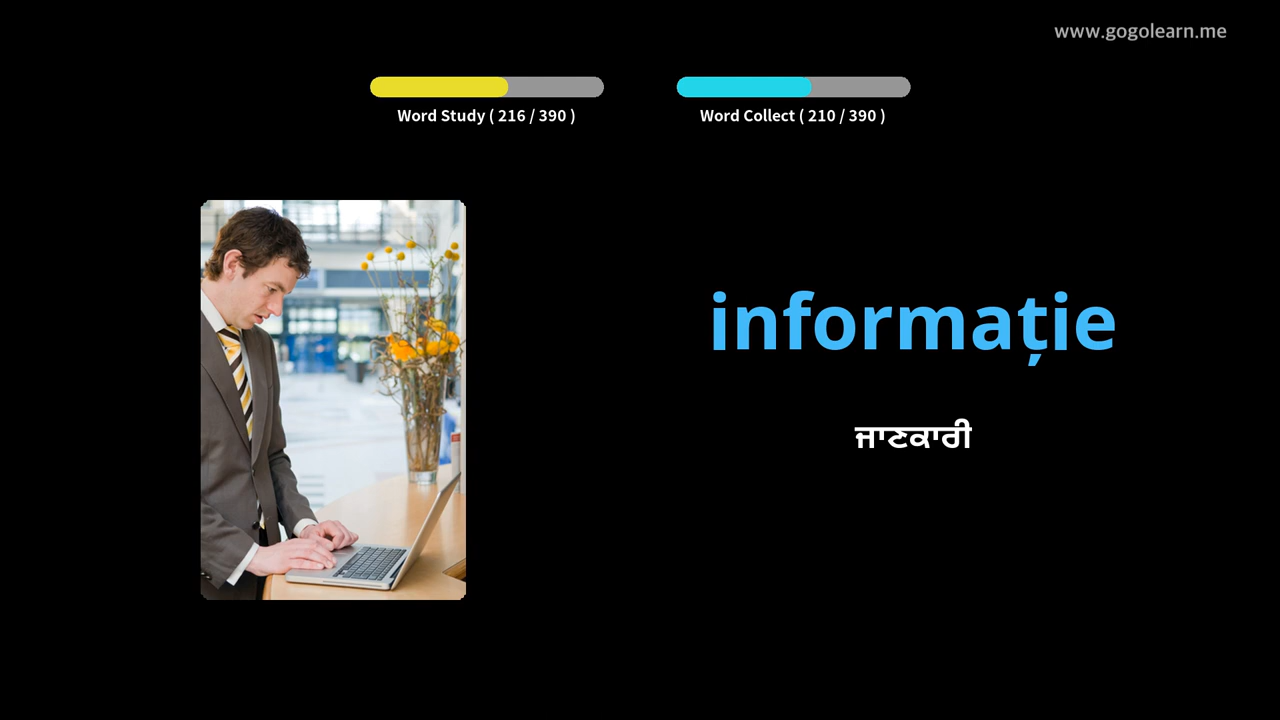 www.gogolearn.me
Word Study ( 216 / 390 )
Word Collect ( 210 / 390 )
informație
ਜਾਣਕਾਰੀ